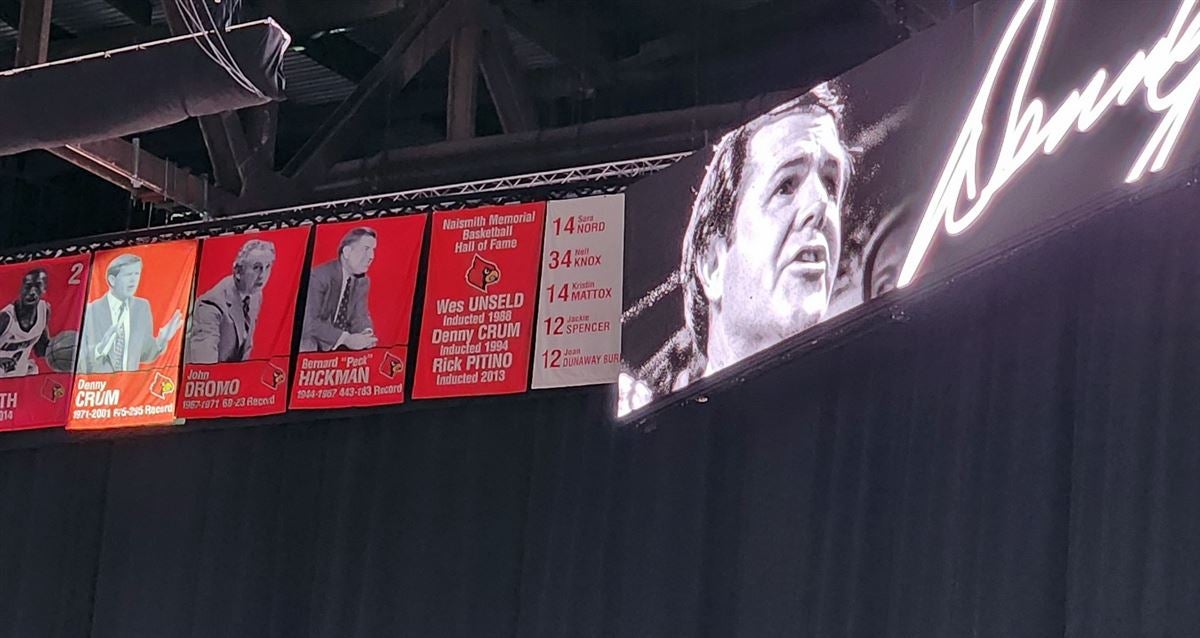 2
TH
014
Denny
CRUM
1971-2001 675-295 Record
John
DROMO
1967-1971 68-23 Record
Bernard "Peck"
HICKMAN
1944-1967 443-183 Record
Naismith Memorial
Basketball
Hall of Fame
Wes UNSELD
Inducted 1988
Denny CRUM
Inducted 1994
Rick PITINO
Inducted 2013
14 Sara NORD
34 Nell KNOX
14 Kristin MATTOX
12 Jackie SPENCER
12 Jean DUNAWAY BUR
Denny